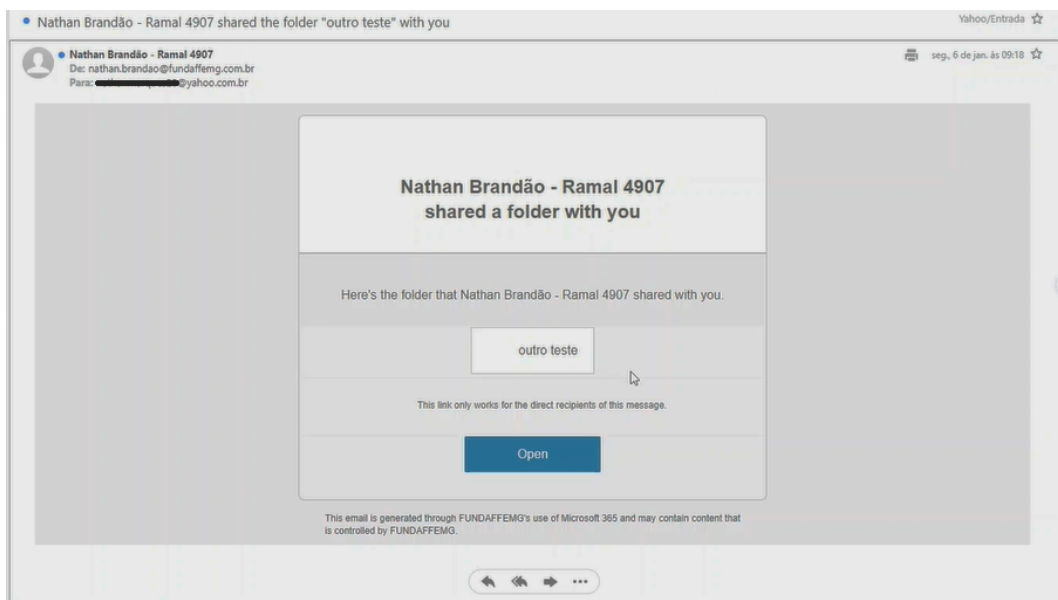 Nathan Brandão - Ramal 4907 shared the folder "outro teste" with you
Yahoo/Entrada
Nathan Brandão - Ramal 4907
seg., 6 de jan. às 09:18
De: nathan.brandao@fundaffemg.com.br
Para: @yahoo.com.br
Nathan Brandão - Ramal 4907
shared a folder with you
Here's the folder that Nathan Brandão - Ramal 4907 shared with you.
outro teste
This link only works for the direct recipients of this message.
Open
This email is generated through FUNDAFFEMG's use of Microsoft 365 and may contain content that
is controlled by FUNDAFFEMG.